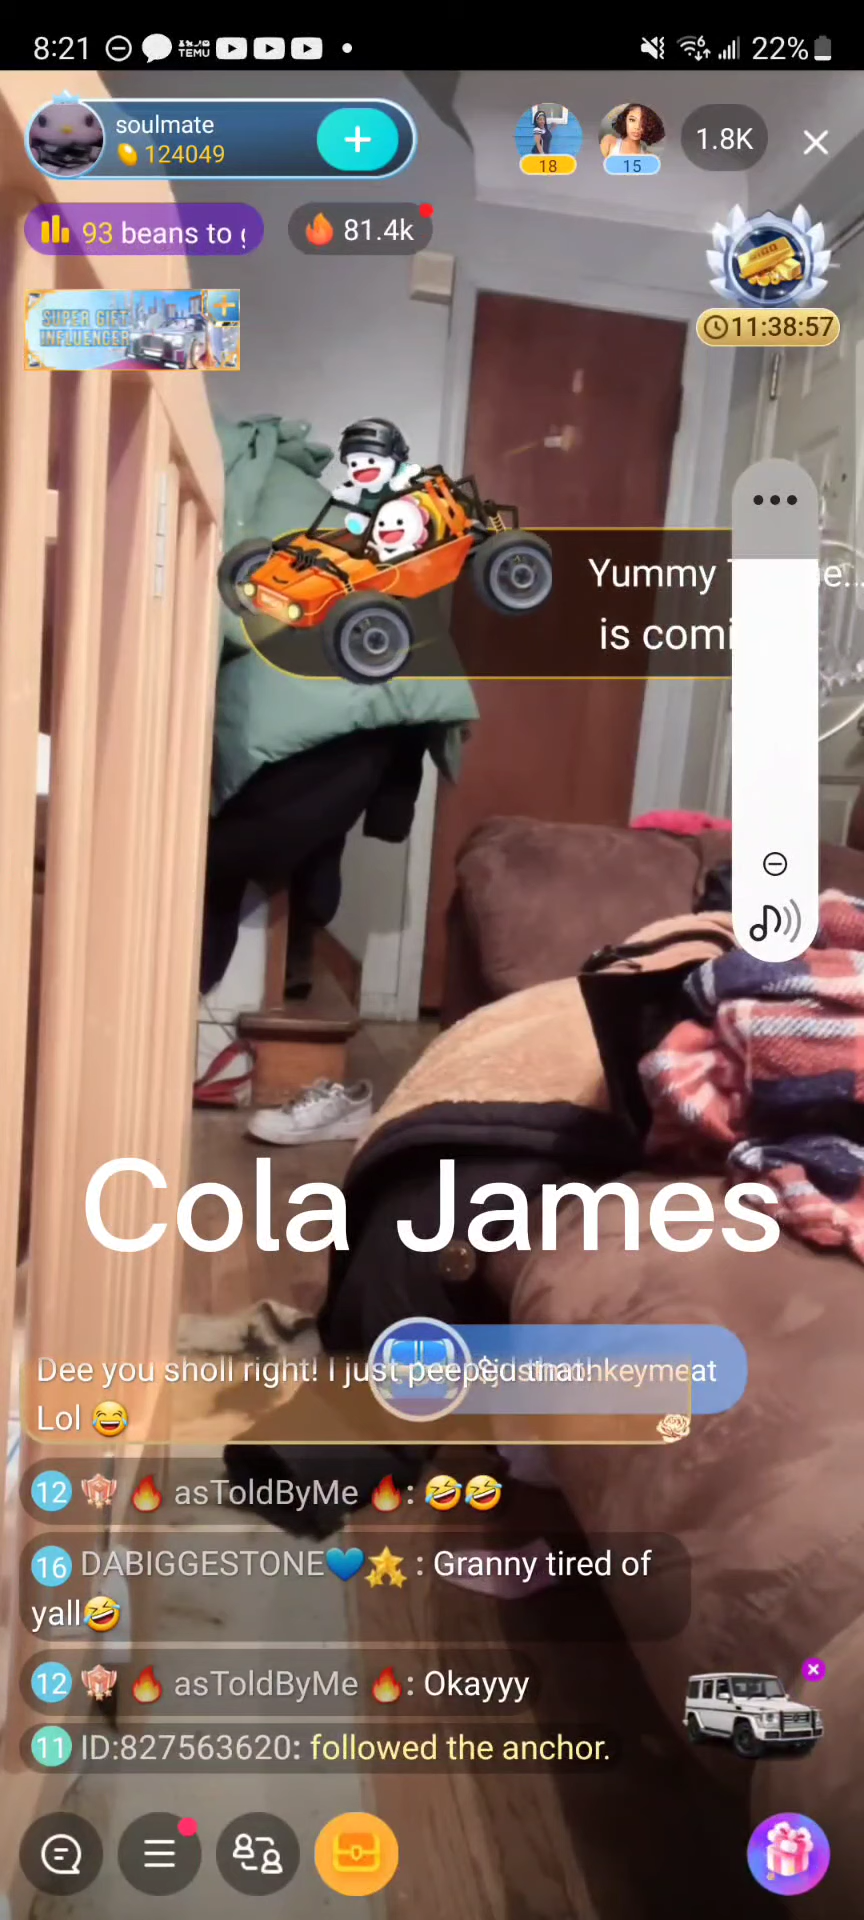 8:21
TEMU
22%
soulmate
124049
18
15
1.8K
93 beans to
81.4k
SUPER GIFT
INFLUENCER
11:38:57
Yummy
is comi
Cola James
Dee you sholl right! I just peeped that!
Lol 😂
12 🔥 asToldByMe 🔥: 🤣🤣
16 DABIGGESTONE💙🌟 : Granny tired of
yall🤣
12 🔥 asToldByMe 🔥: Okayyy
11 ID:827563620: followed the anchor.